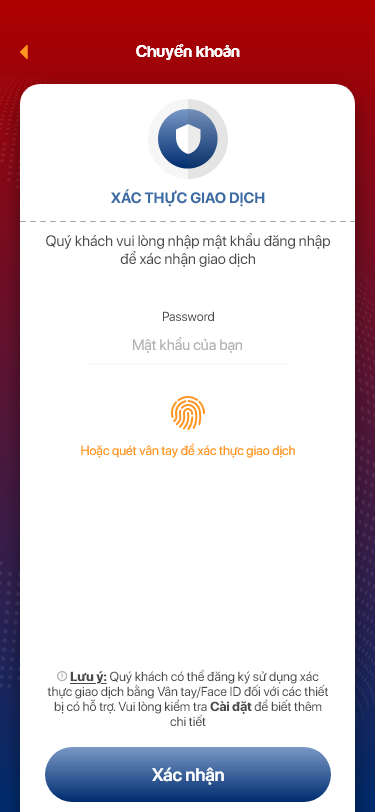 Chuyển khoản
XÁC THỰC GIAO DỊCH
Quý khách vui lòng nhập mật khẩu đăng nhập
để xác nhận giao dịch
Password
Mật khẩu của bạn
Hoặc quét vân tay để xác thực giao dịch
Lưu ý: Quý khách có thể đăng ký sử dụng xác
thực giao dịch bằng Vân tay/Face ID đối với các thiết
bị có hỗ trợ. Vui lòng kiểm tra Cài đặt để biết thêm
chi tiết
Xác nhận